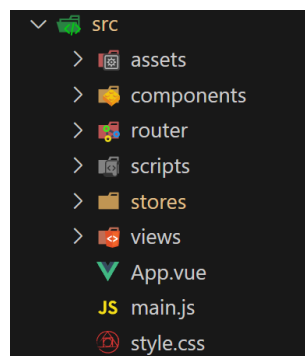 src
assets
components
router
scripts
stores
views
App.vue
JS main.js
style.css